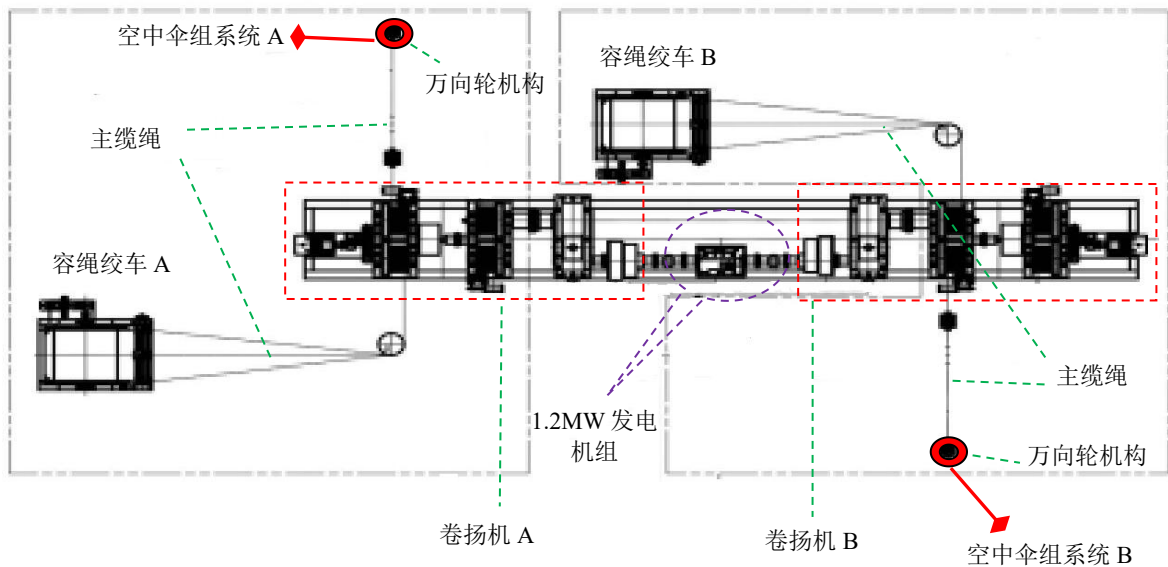 空中伞组系统 A
万向轮机构
容绳绞车 B
主缆绳
容绳绞车 A
主缆绳
1.2MW 发电
机组
万向轮机构
卷扬机 A
卷扬机 B
空中伞组系统 B